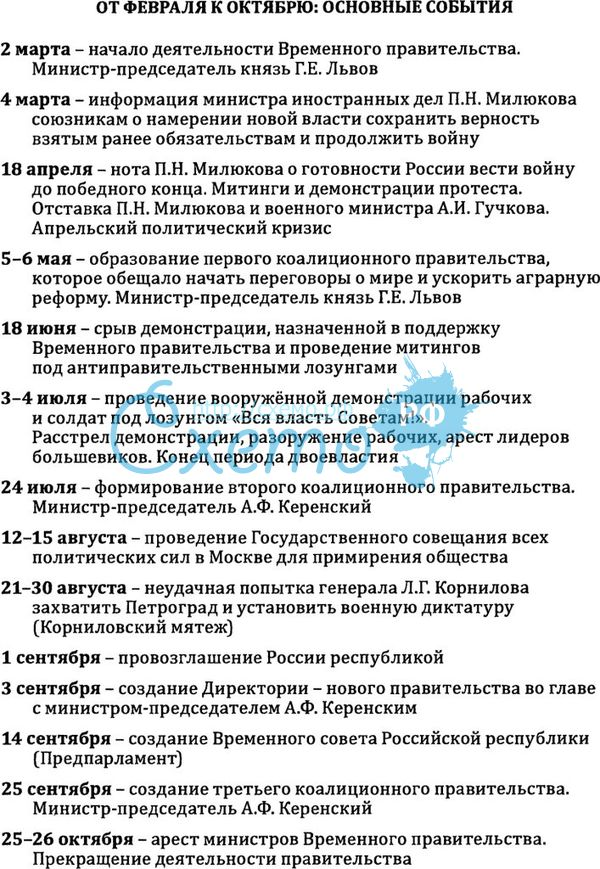 ОТ ФЕВРАЛЯ К ОКТЯБРЮ: ОСНОВНЫЕ СОБЫТИЯ
2 марта – начало деятельности Временного правительства.
Министр-председатель князь Г.Е. Львов
4 марта – информация министра иностранных дел П.Н. Милюкова
союзникам о намерении новой власти сохранить верность
взятым ранее обязательствам и продолжить войну
18 апреля – нота П.Н. Милюкова о готовности России вести войну
до победного конца. Митинги и демонстрации протеста.
Отставка П.Н. Милюкова и военного министра А.И. Гучкова.
Апрельский политический кризис
5–6 мая – образование первого коалиционного правительства,
которое обещало начать переговоры о мире и ускорить аграрную
реформу. Министр-председатель князь Г.Е. Львов
18 июня – срыв демонстрации, назначенной в поддержку
Временного правительства и проведение митингов
под антиправительственными лозунгами
3–4 июля – проведение вооружённой демонстрации рабочих
и солдат под лозунгом «Вся власть Советам!».
Расстрел демонстрации, разоружение рабочих, арест лидеров
большевиков. Конец периода двоевластия
Схемо РФ
24 июля – формирование второго коалиционного правительства.
Министр-председатель А.Ф. Керенский
12–15 августа – проведение Государственного совещания всех
политических сил в Москве для примирения общества
21–30 августа – неудачная попытка генерала Л.Г. Корнилова
захватить Петроград и установить военную диктатуру
(Корниловский мятеж)
1 сентября – провозглашение России республикой
3 сентября – создание Директории – нового правительства во главе
с министром-председателем А.Ф. Керенским
14 сентября – создание Временного совета Российской республики
(Предпарламент)
25 сентября – создание третьего коалиционного правительства.
Министр-председатель А.Ф. Керенский
25–26 октября – арест министров Временного правительства.
Прекращение деятельности правительства